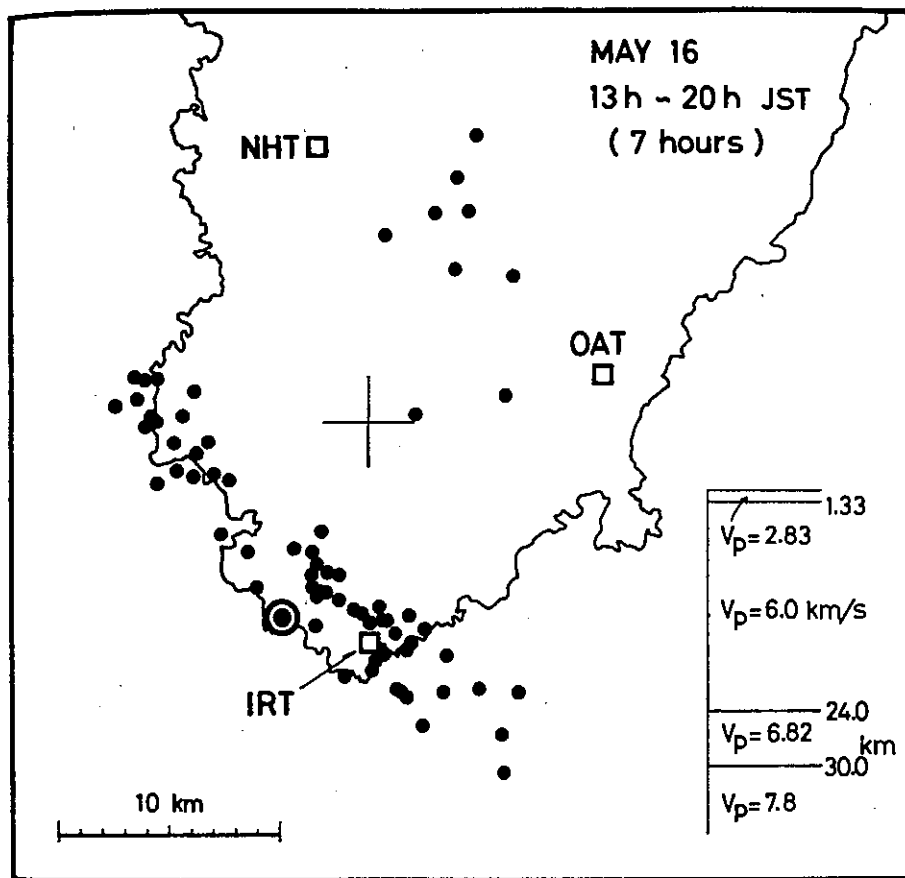 MAY 16
13h ~ 20h JST
( 7 hours )
NHT
OAT
1.33
Vp=2.83
Vp=6.0 km/s
IRT
24.0
Vp=6.82
km
30.0
10 km
Vp=7.8